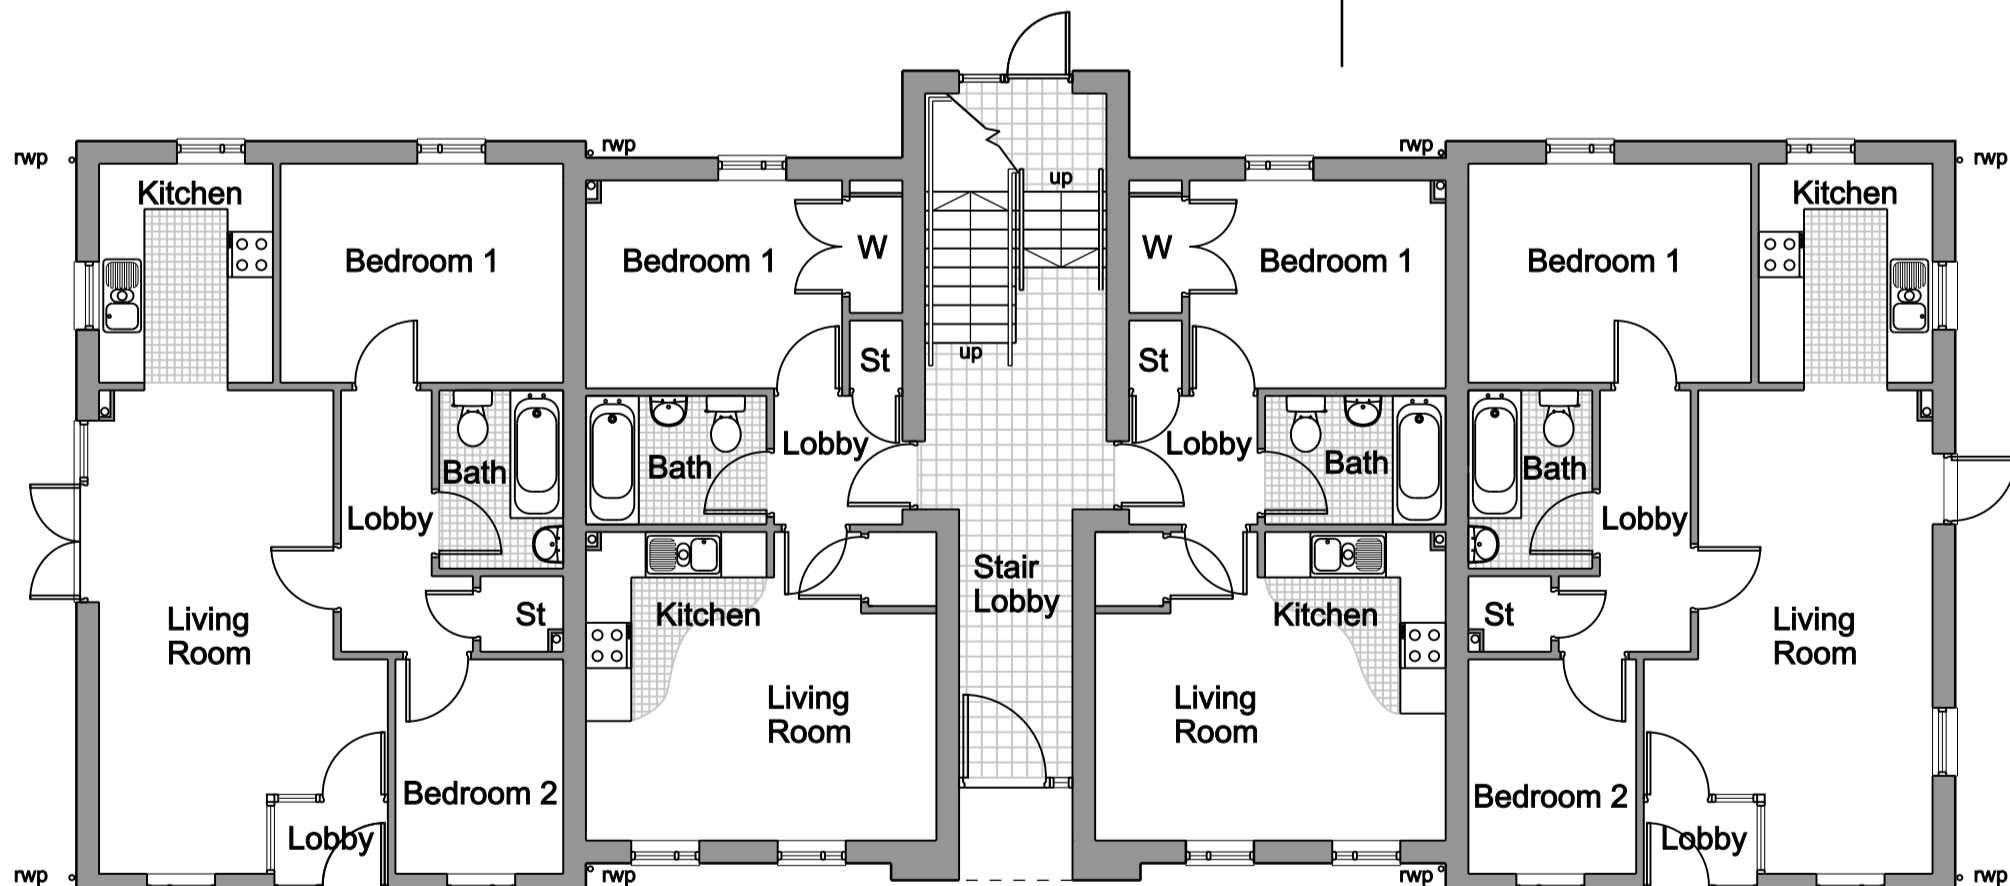 rwp
rwp
rwp
rwp
up
Kitchen
Kitchen
W
W
Bedroom 1
Bedroom 1
Bedroom 1
Bedroom 1
up
St
St
Lobby
Lobby
Bath
Bath
Bath
Bath
Lobby
Lobby
Stair
Lobby
Kitchen
Kitchen
St
St
Living
Room
Living
Room
Living
Room
Living
Room
Bedroom 2
Bedroom 2
Lobby
Lobby
rwp
rwp
rwp
rwp